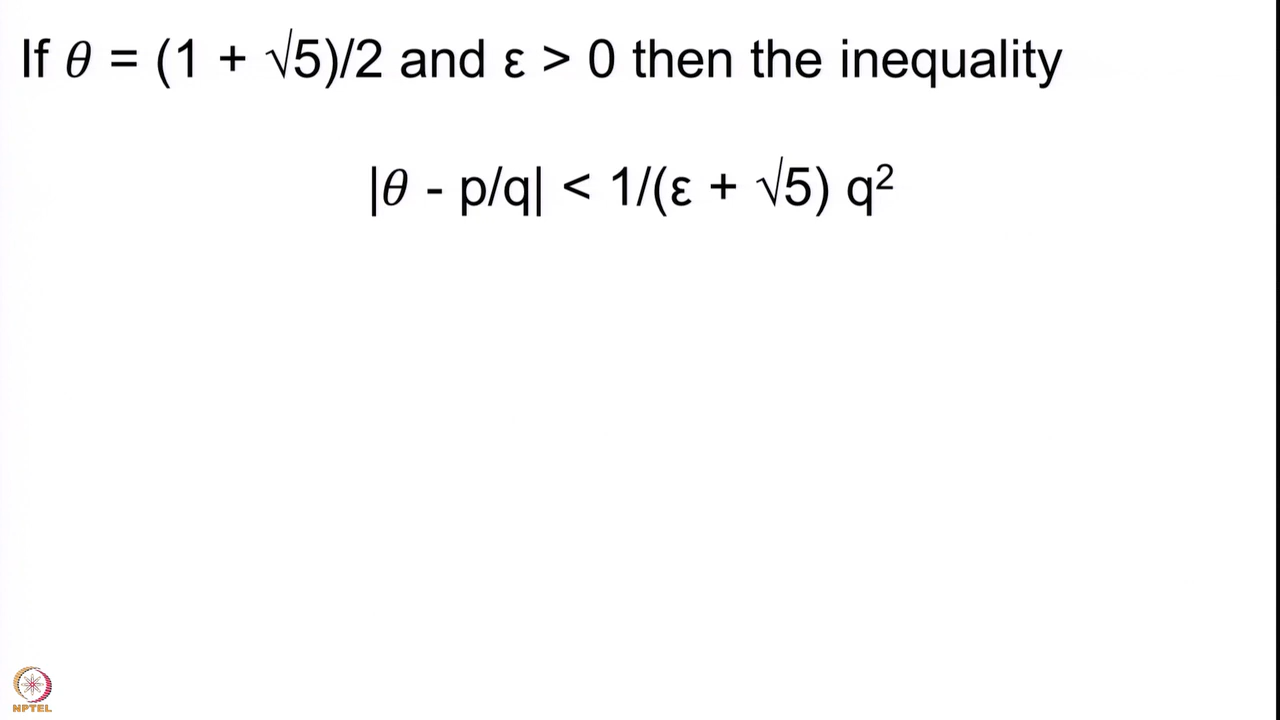 If θ = (1 + √5)/2 and ε > 0 then the inequality
|θ - p/q| < 1/(ε + √5) q²
NPTEL